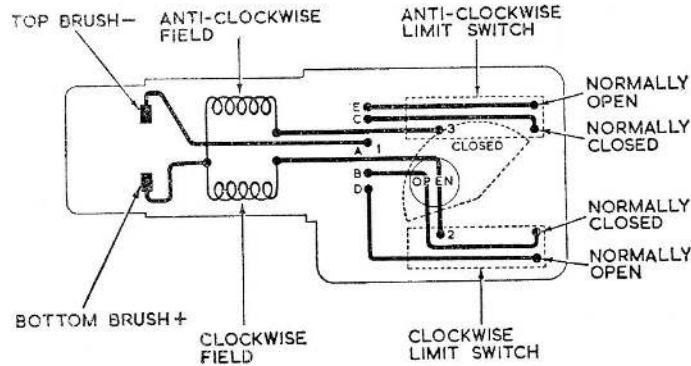 TOP BRUSH−
ANTI-CLOCKWISE
FIELD
ANTI-CLOCKWISE
LIMIT SWITCH
NORMALLY
OPEN
NORMALLY
CLOSED
E
C
3
CLOSED
A
1
B
OPEN
D
2
NORMALLY
CLOSED
NORMALLY
OPEN
BOTTOM BRUSH+
CLOCKWISE
FIELD
CLOCKWISE
LIMIT SWITCH